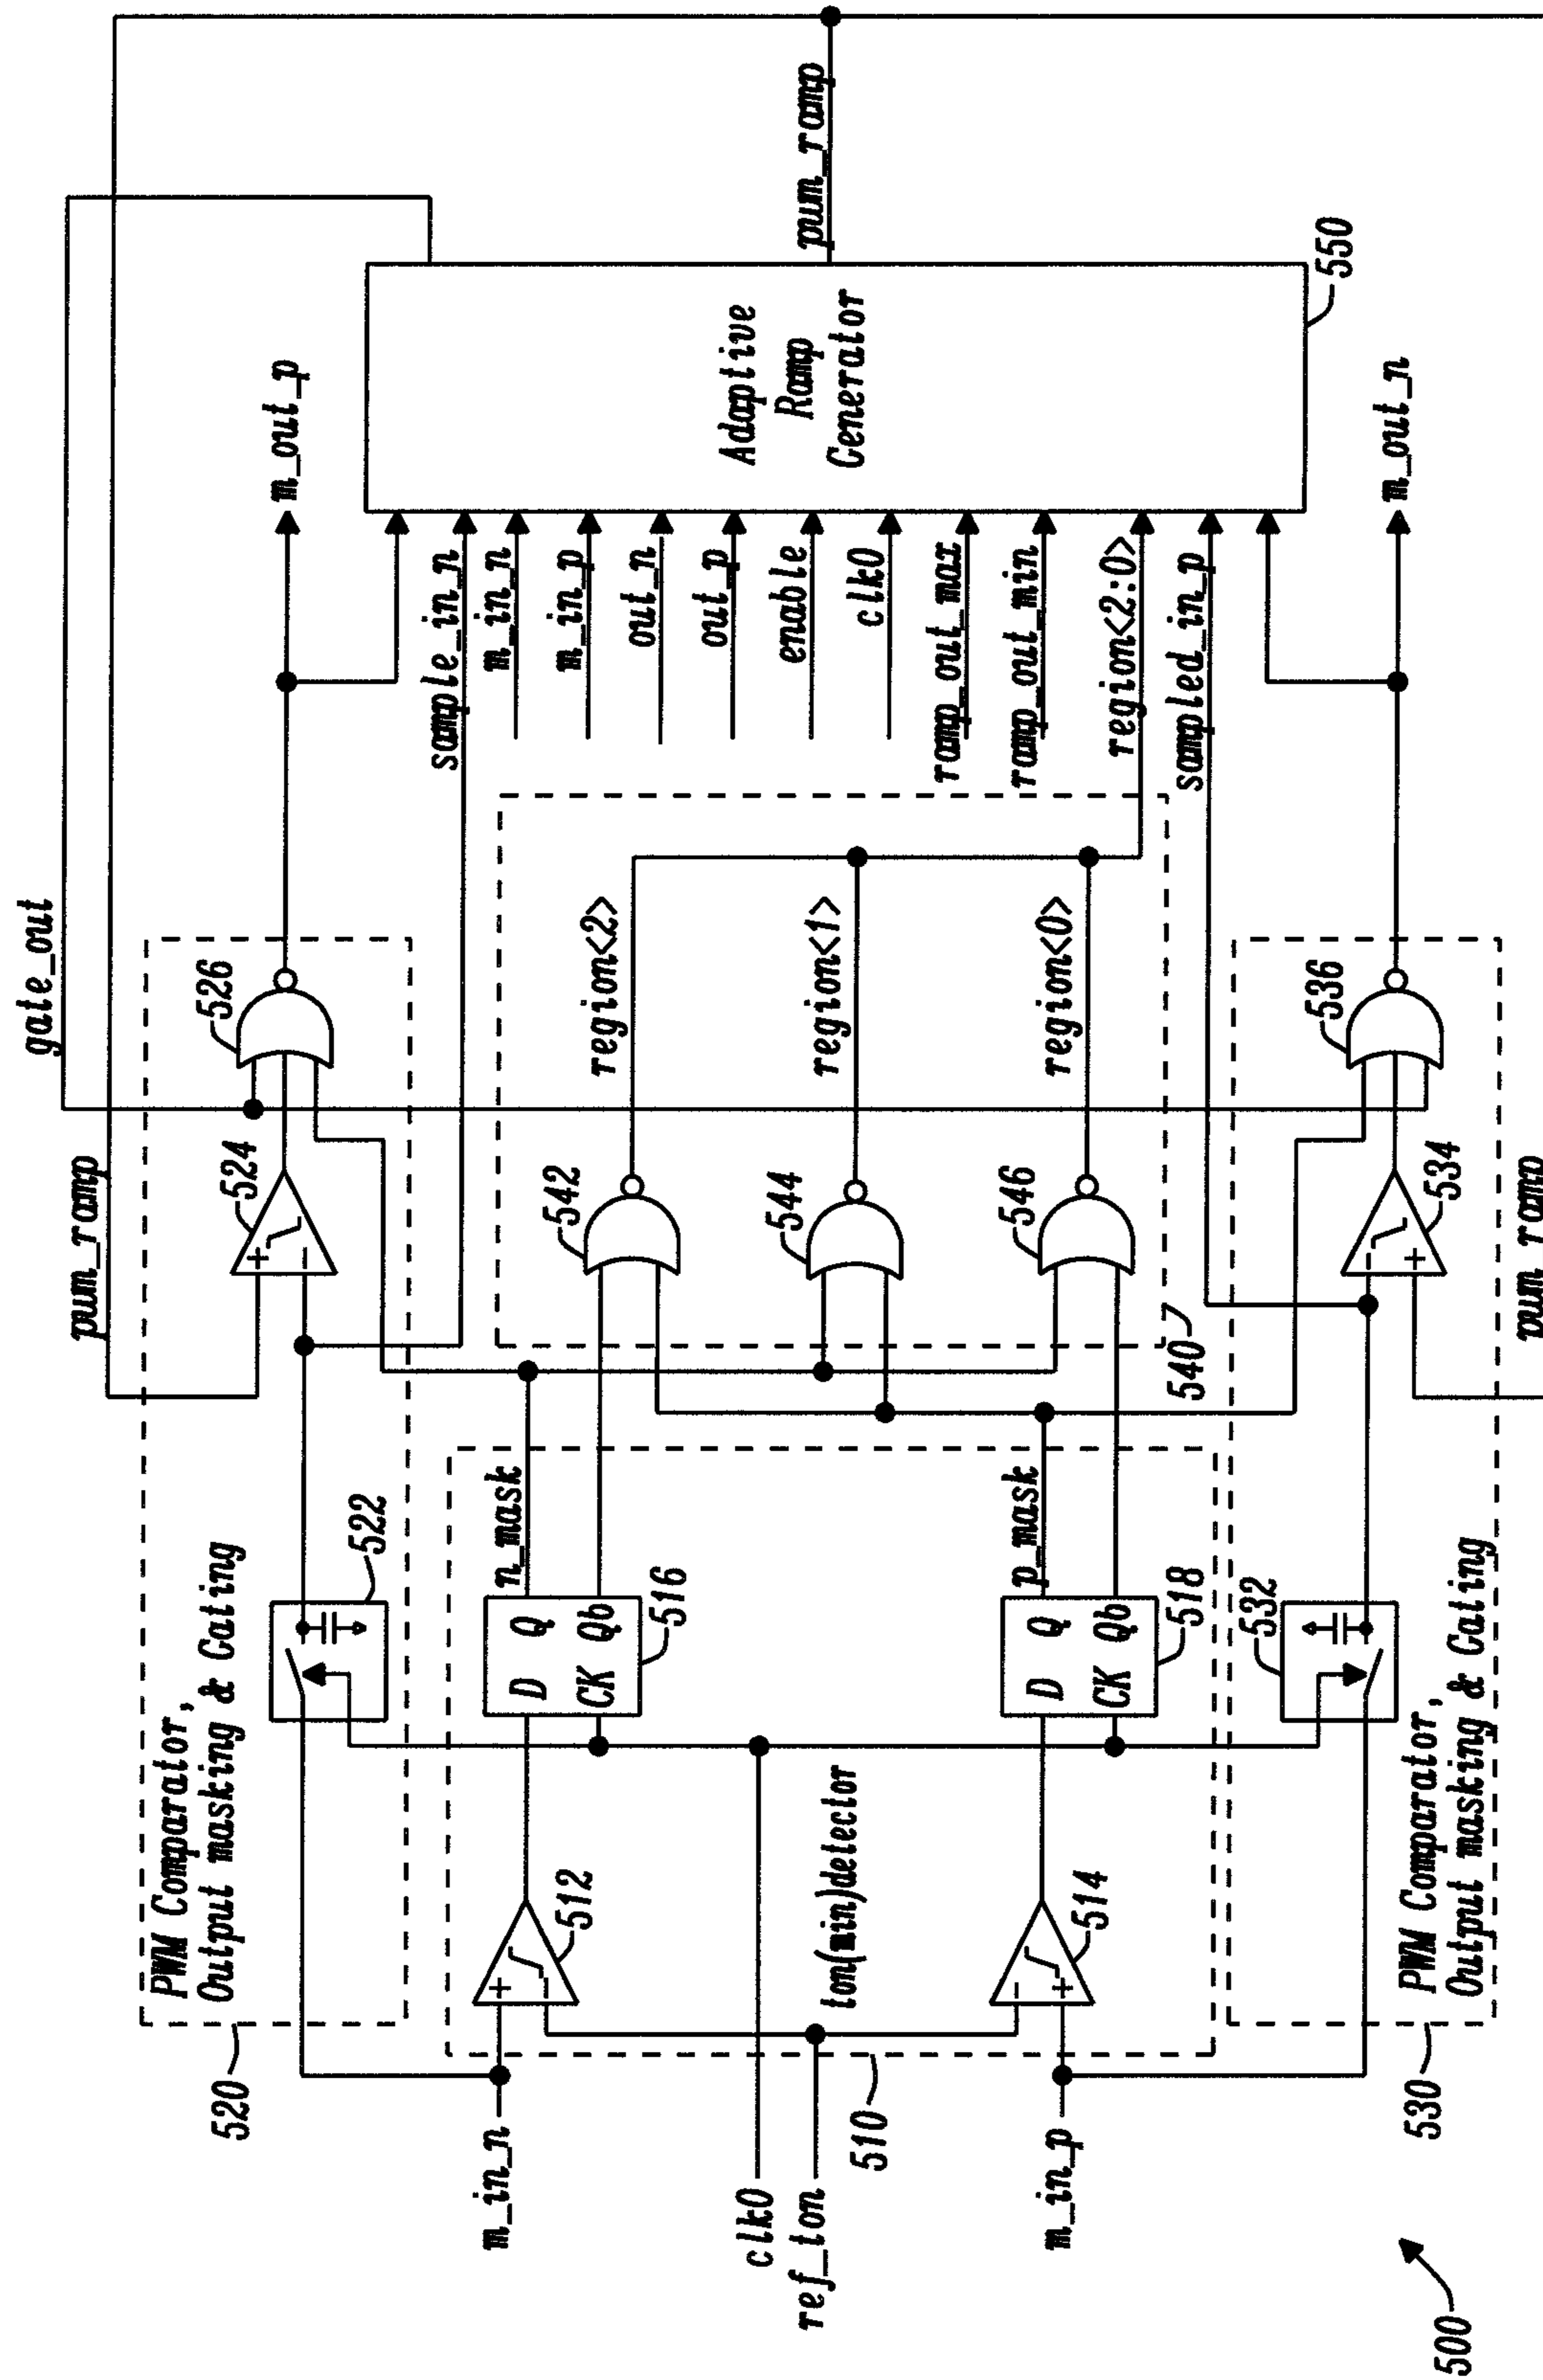 gate_out
pwm_ramp
520
PWM Comparator,
Output masking & Gating
522
524
+
−
526
m_out_p
m_in_n
512
+
−
n_mask
D Q
CK Qb
516
clk0
ref_ton
ton(min)detector
510
m_in_p
514
−
+
p_mask
D Q
CK Qb
518
542
region<2>
544
region<1>
546
region<0>
540
sample_in_n
m_in_n
m_in_p
out_n
out_p
enable
clk0
ramp_out_max
ramp_out_min
region<2:0>
sampled_in_p
Adaptive
Ramp
Generator
550
pwm_ramp
530
PWM Comparator,
Output masking & Gating
532
534
−
+
536
m_out_n
pwm_ramp
500